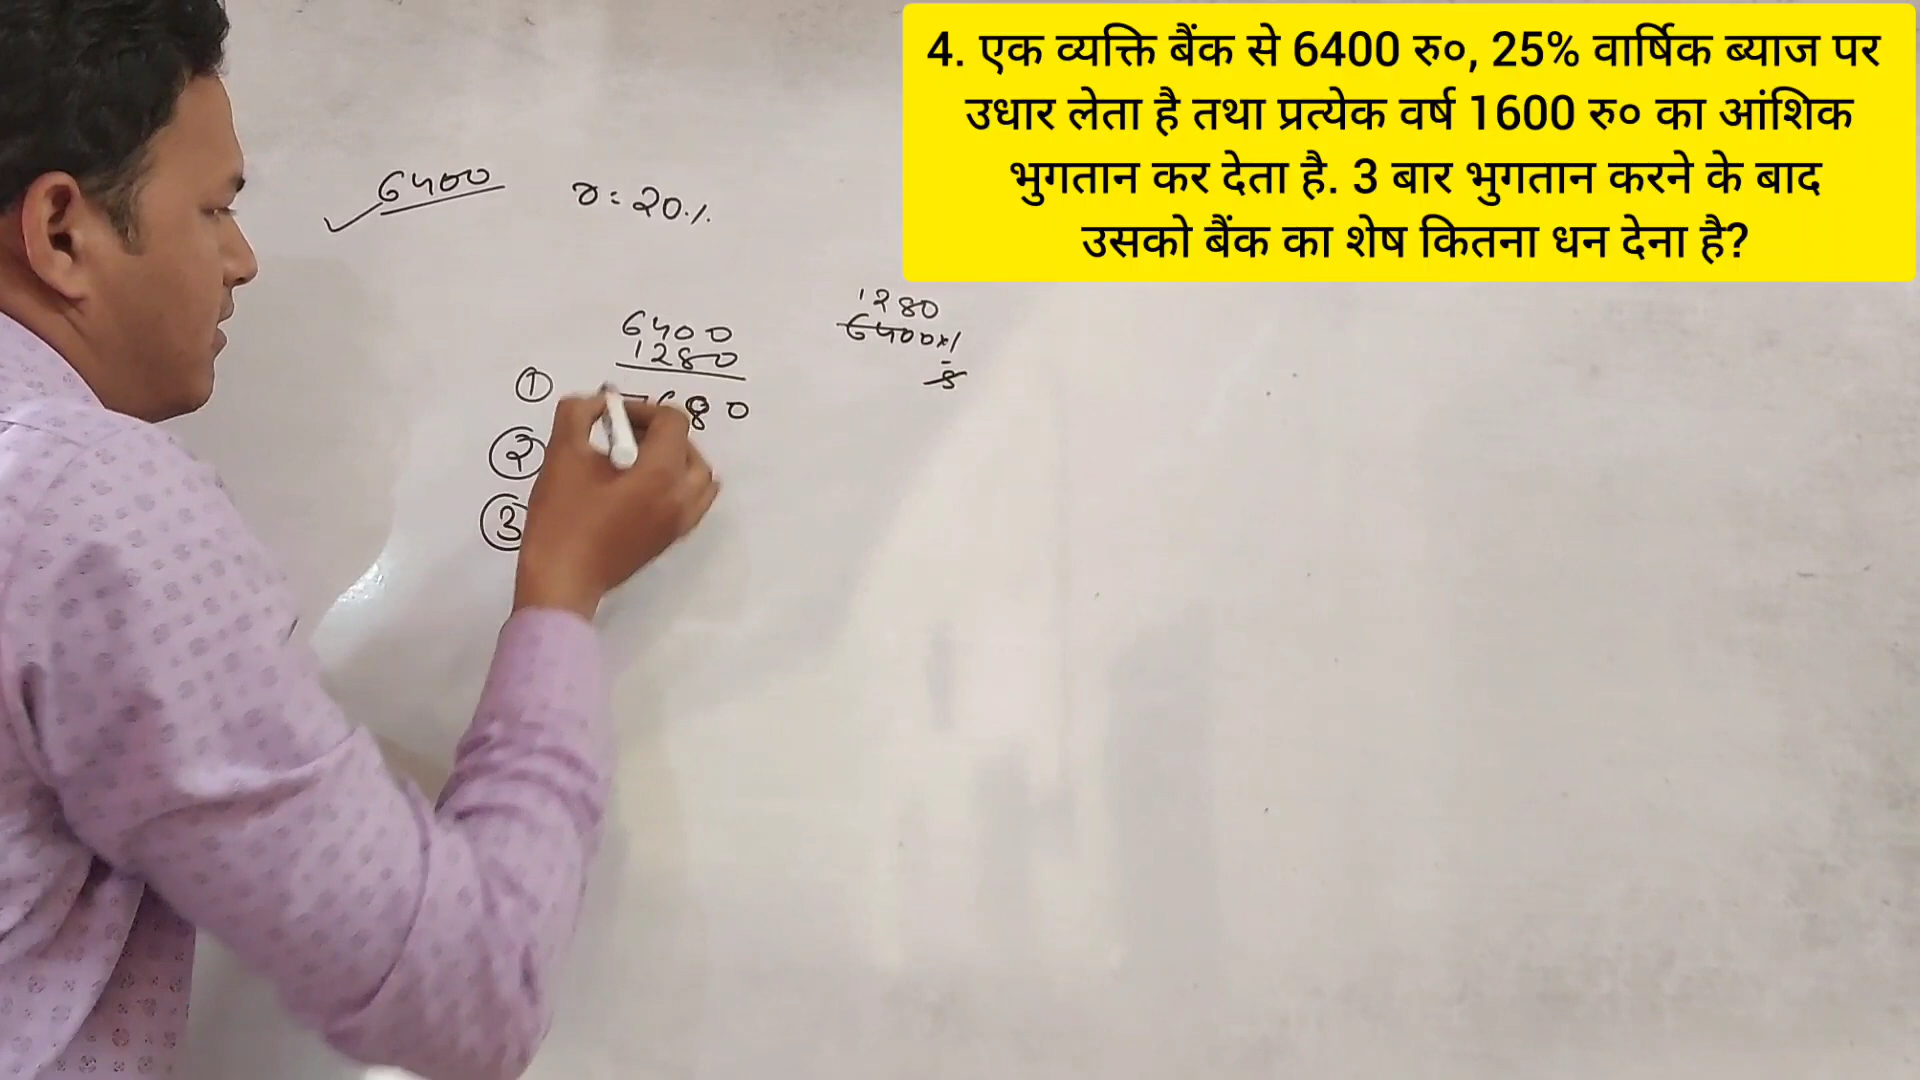 4. एक व्यक्ति बैंक से 6400 रु०, 25% वार्षिक ब्याज पर
उधार लेता है तथा प्रत्येक वर्ष 1600 रु० का आंशिक
भुगतान कर देता है. 3 बार भुगतान करने के बाद
उसको बैंक का शेष कितना धन देना है?
6400 r = 20%
1280
6400×1
5
6400
1280
① 7680
②
③